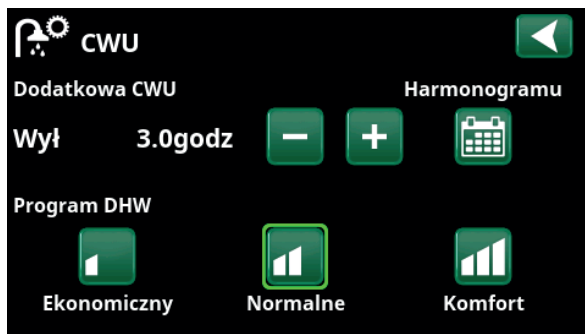 CWU
Dodatkowa CWU Harmonogramu
Wył 3.0godz − +
Program DHW
Ekonomiczny Normalne Komfort